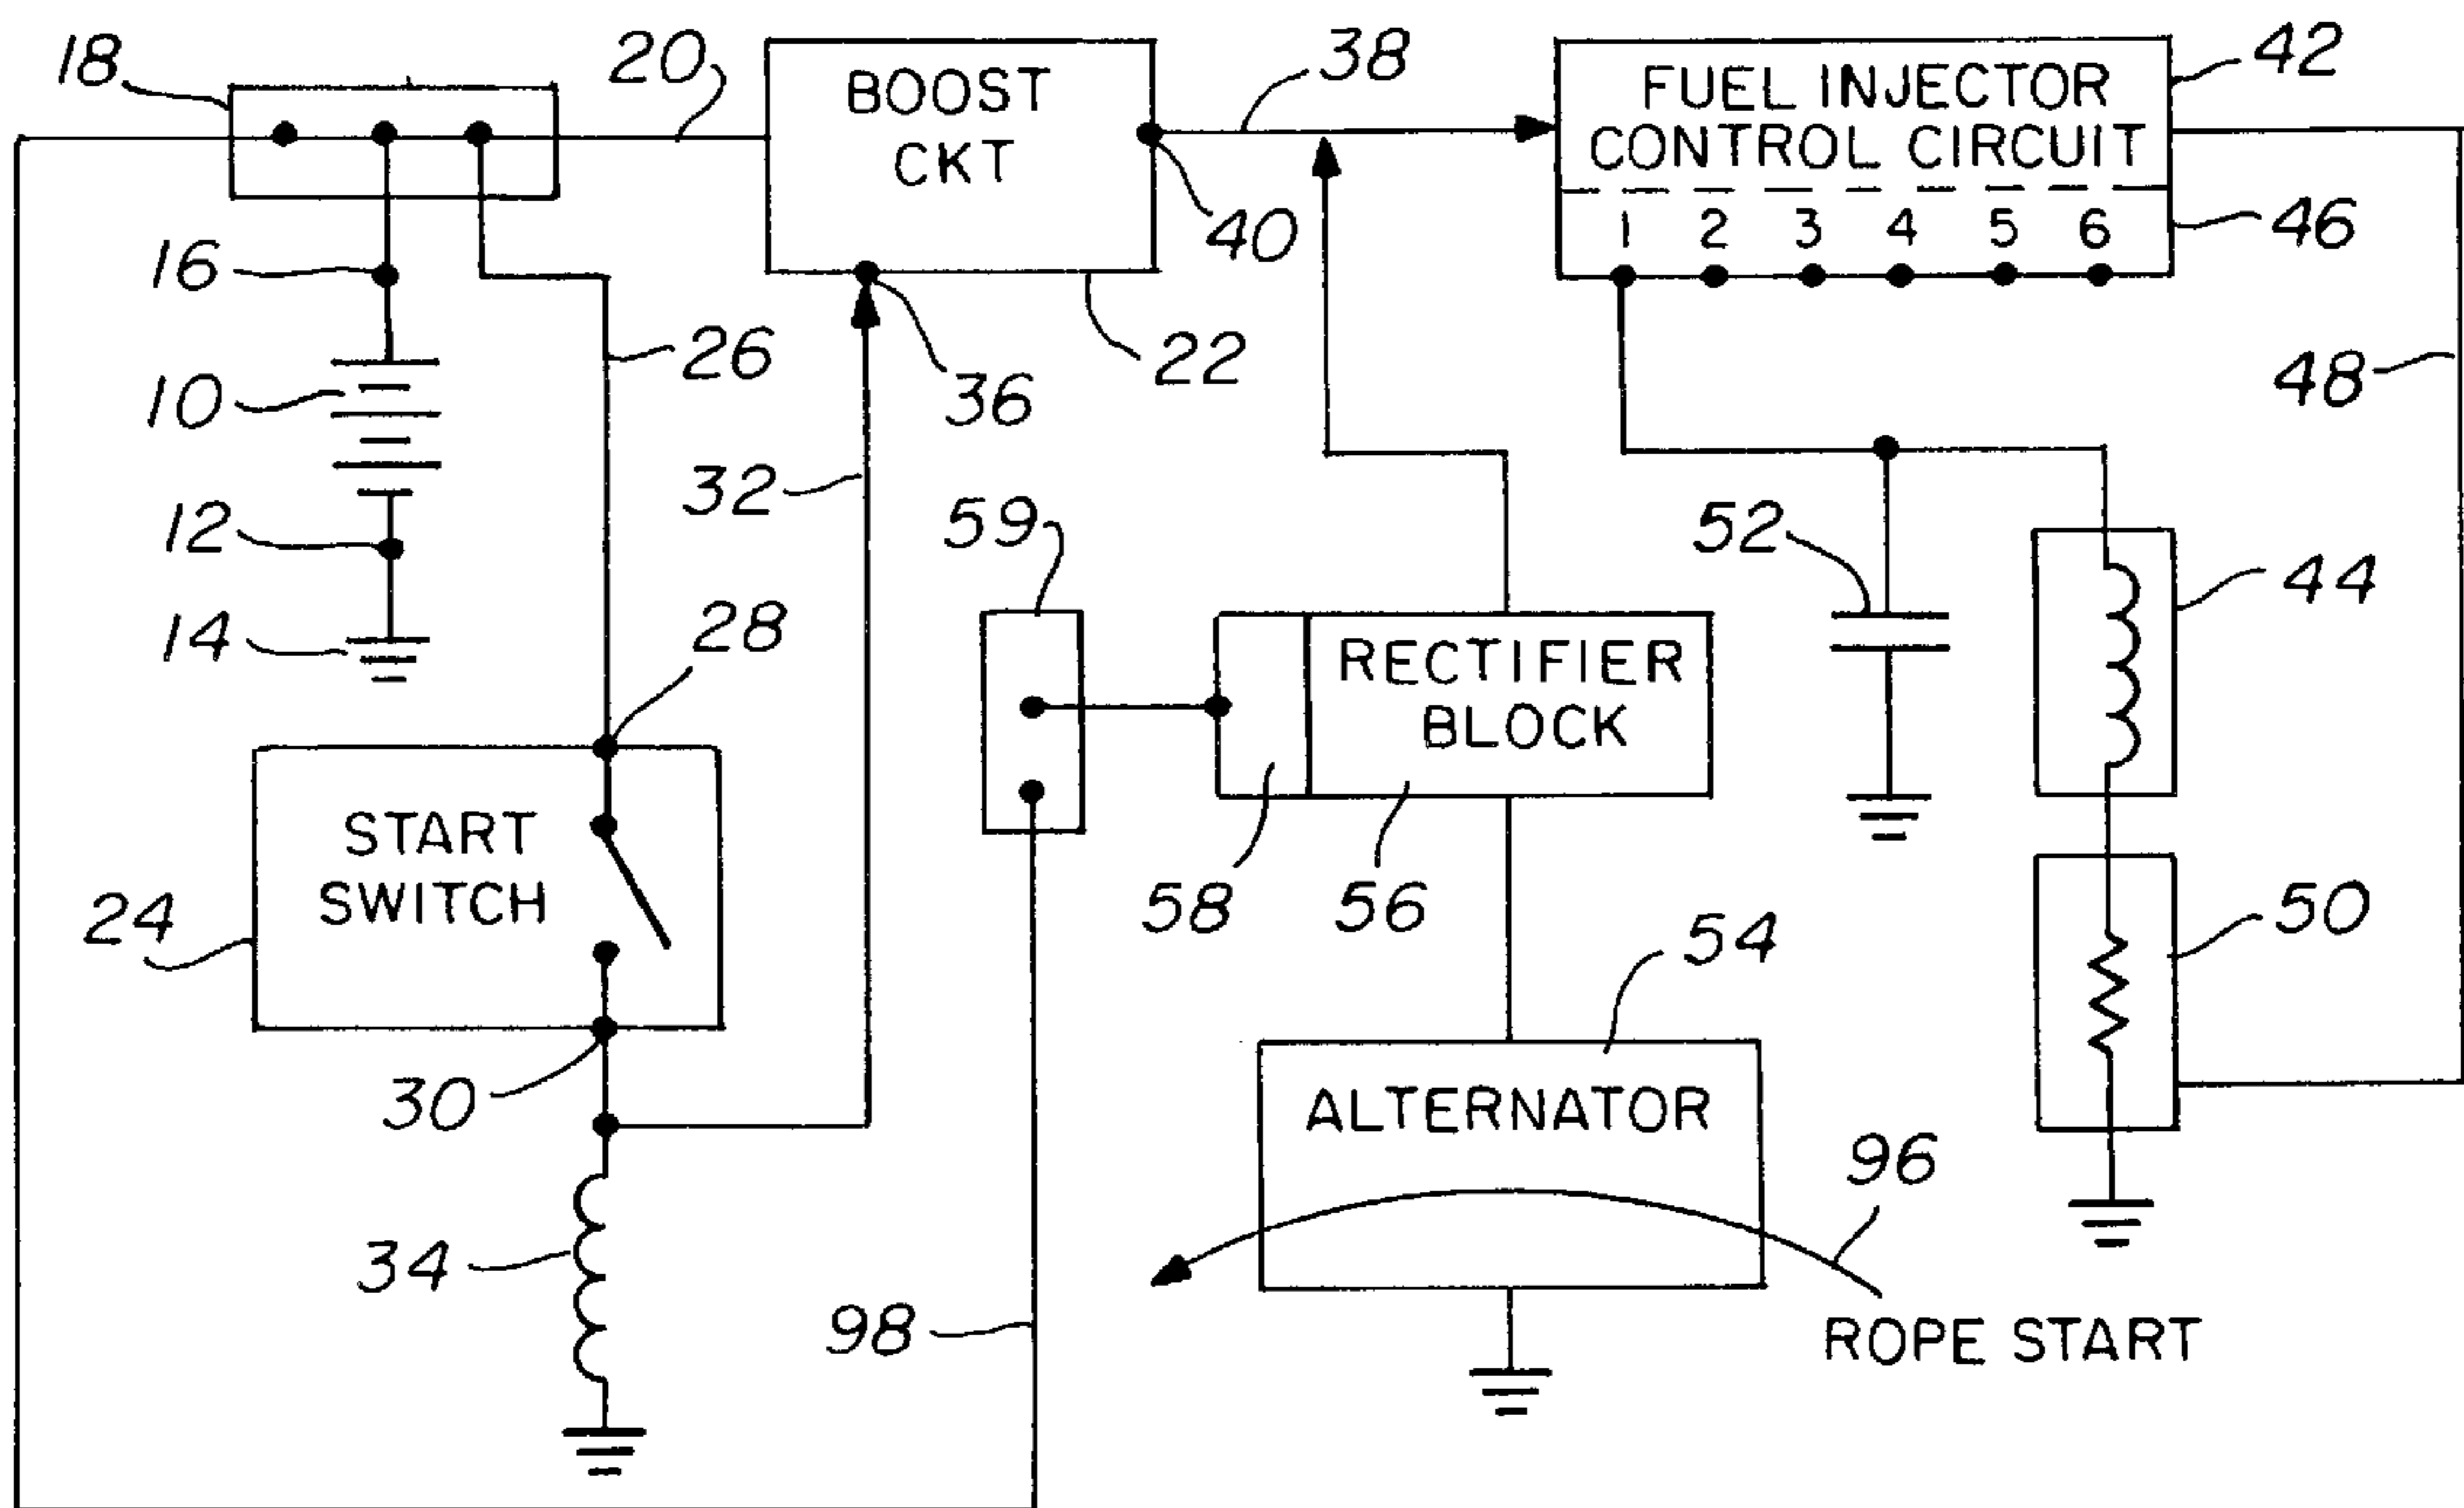 18
20
BOOST
CKT
38
FUEL INJECTOR
CONTROL CIRCUIT
42
1 2 3 4 5 6
46
40
16
26
22
36
48
10
32
59
52
12
44
14
28
RECTIFIER
BLOCK
START
SWITCH
24
58
56
54
50
30
ALTERNATOR
96
34
98
ROPE START